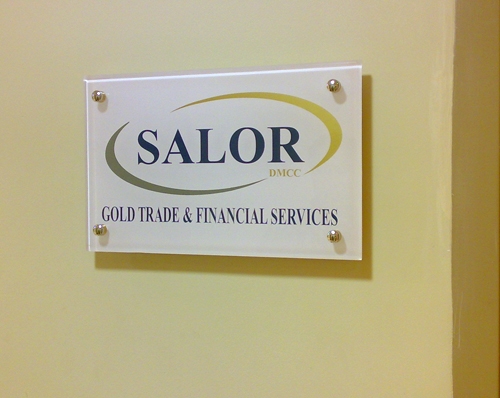 SALOR
DMCC
GOLD TRADE & FINANCIAL SERVICES